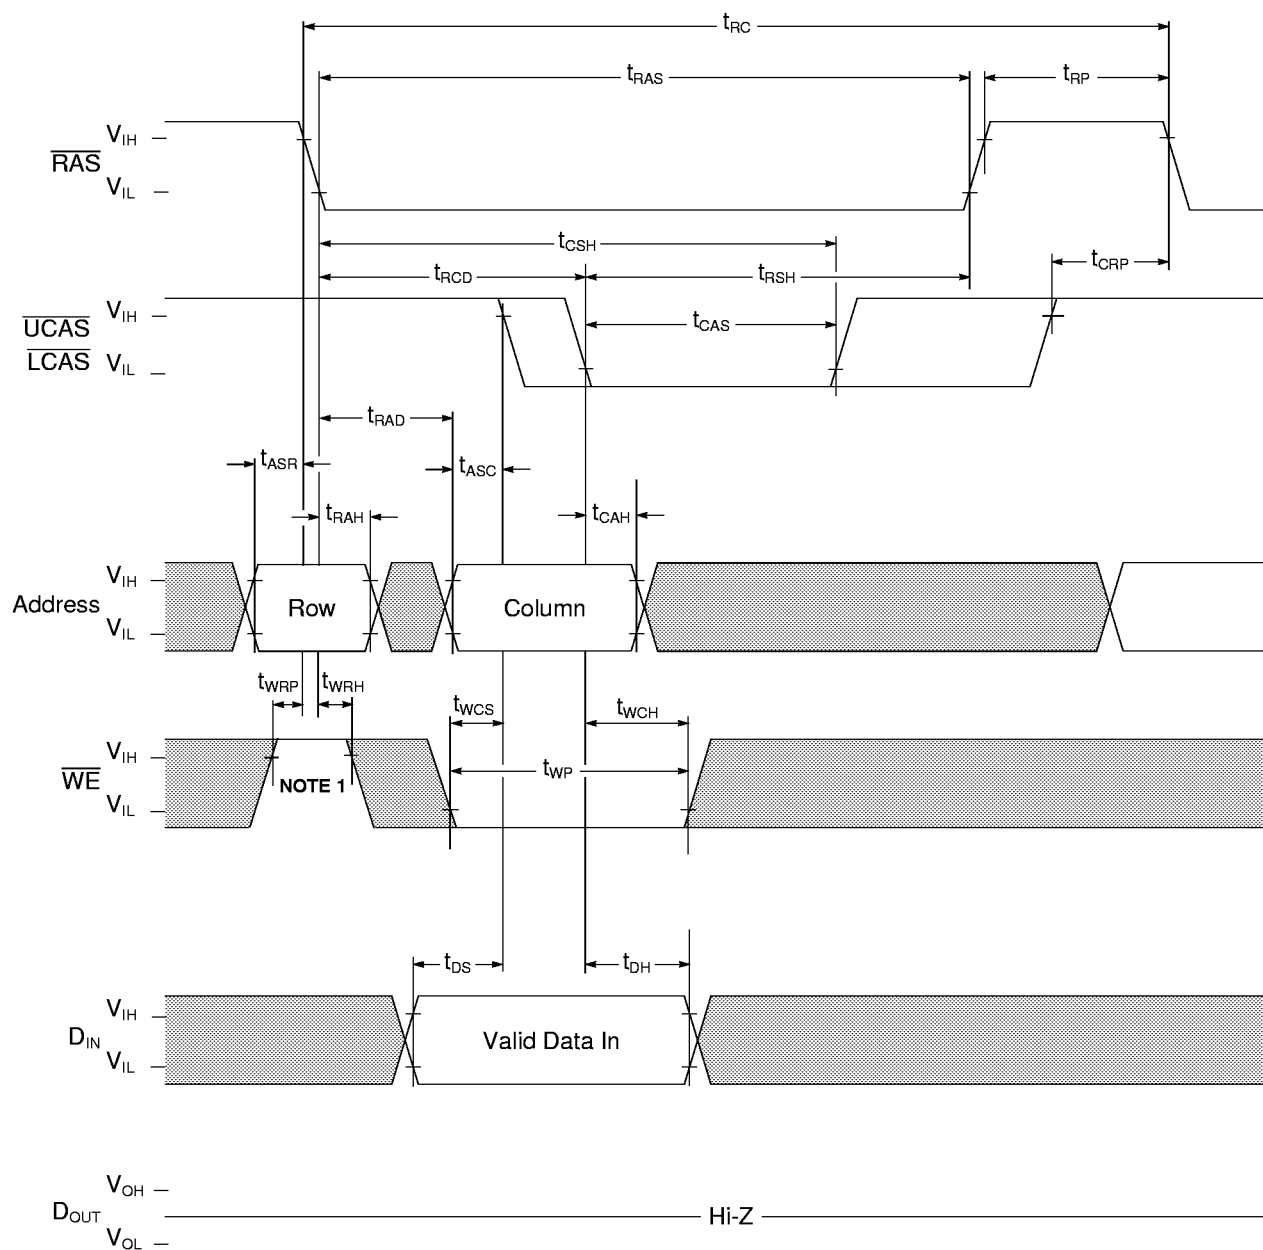 tRC
tRAS
tRP
VIH
RAS
VIL
tCSH
tRCD
tRSH
tCRP
VIH
UCAS
tCAS
LCAS
VIL
tRAD
tASR
tASC
tRAH
tCAH
VIH
Address
Row
Column
VIL
tWRP
tWRH
tWCS
tWCH
VIH
WE
tWP
NOTE 1
VIL
tDS
tDH
VIH
DIN
Valid Data In
VIL
VOH
DOUT
Hi-Z
VOL